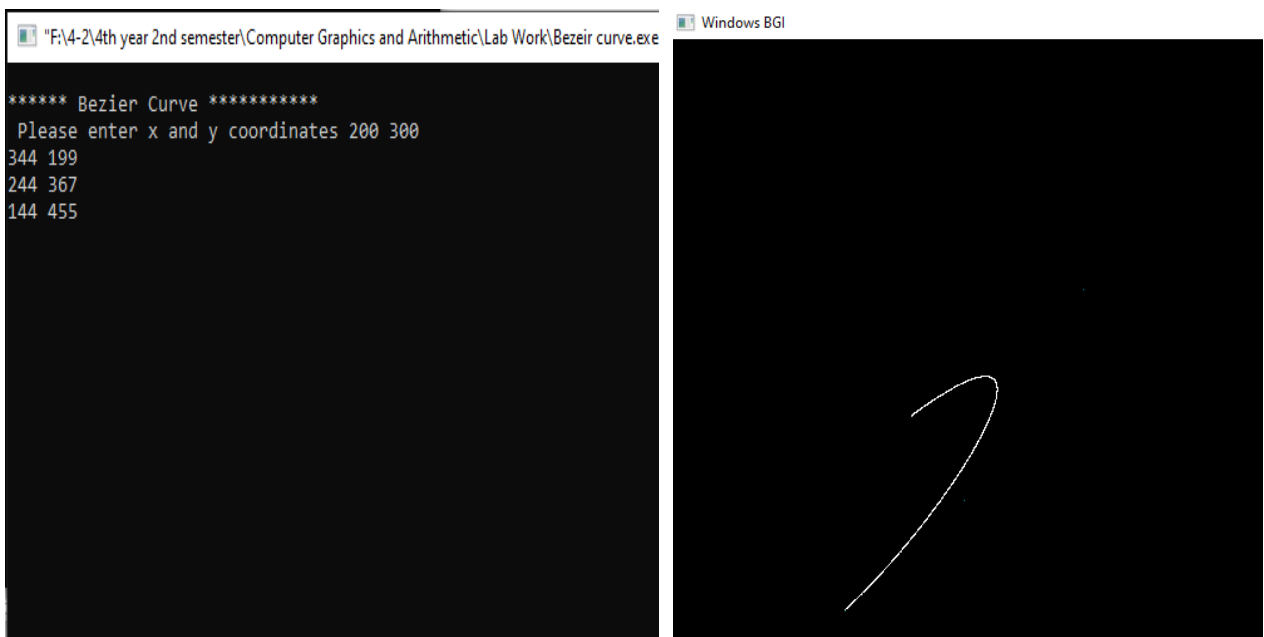 "F:\4-2\4th year 2nd semester\Computer Graphics and Arithmetic\Lab Work\Bezeir curve.exe
****** Bezier Curve ***********
Please enter x and y coordinates 200 300
344 199
244 367
144 455
Windows BGI